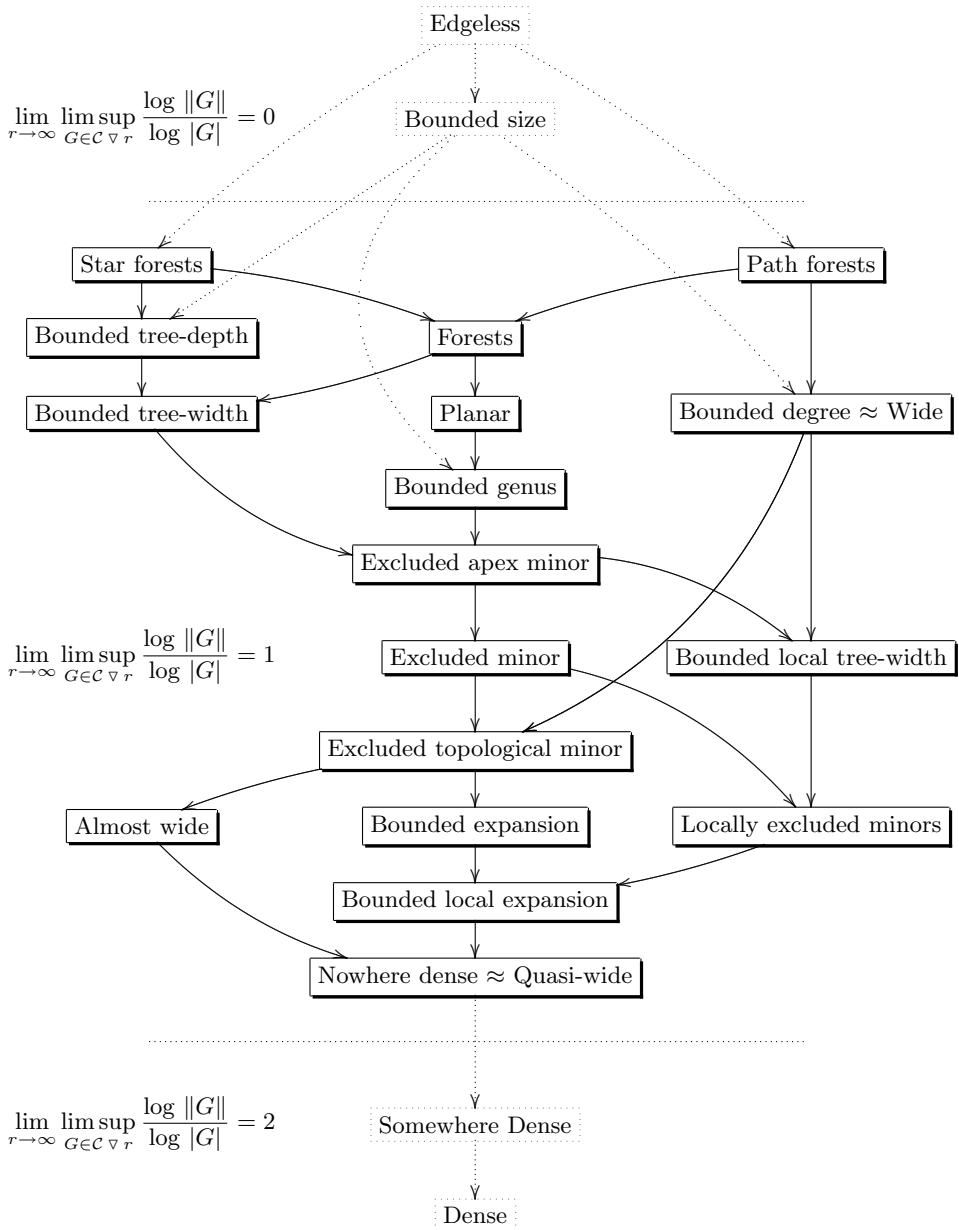 Edgeless
lim_{r→∞} lim sup_{G∈𝒞 ▽ r} log ‖G‖ / log |G| = 0
Bounded size
Star forests
Path forests
Bounded tree-depth
Forests
Bounded tree-width
Planar
Bounded degree ≈ Wide
Bounded genus
Excluded apex minor
lim_{r→∞} lim sup_{G∈𝒞 ▽ r} log ‖G‖ / log |G| = 1
Excluded minor
Bounded local tree-width
Excluded topological minor
Almost wide
Bounded expansion
Locally excluded minors
Bounded local expansion
Nowhere dense ≈ Quasi-wide
lim_{r→∞} lim sup_{G∈𝒞 ▽ r} log ‖G‖ / log |G| = 2
Somewhere Dense
Dense